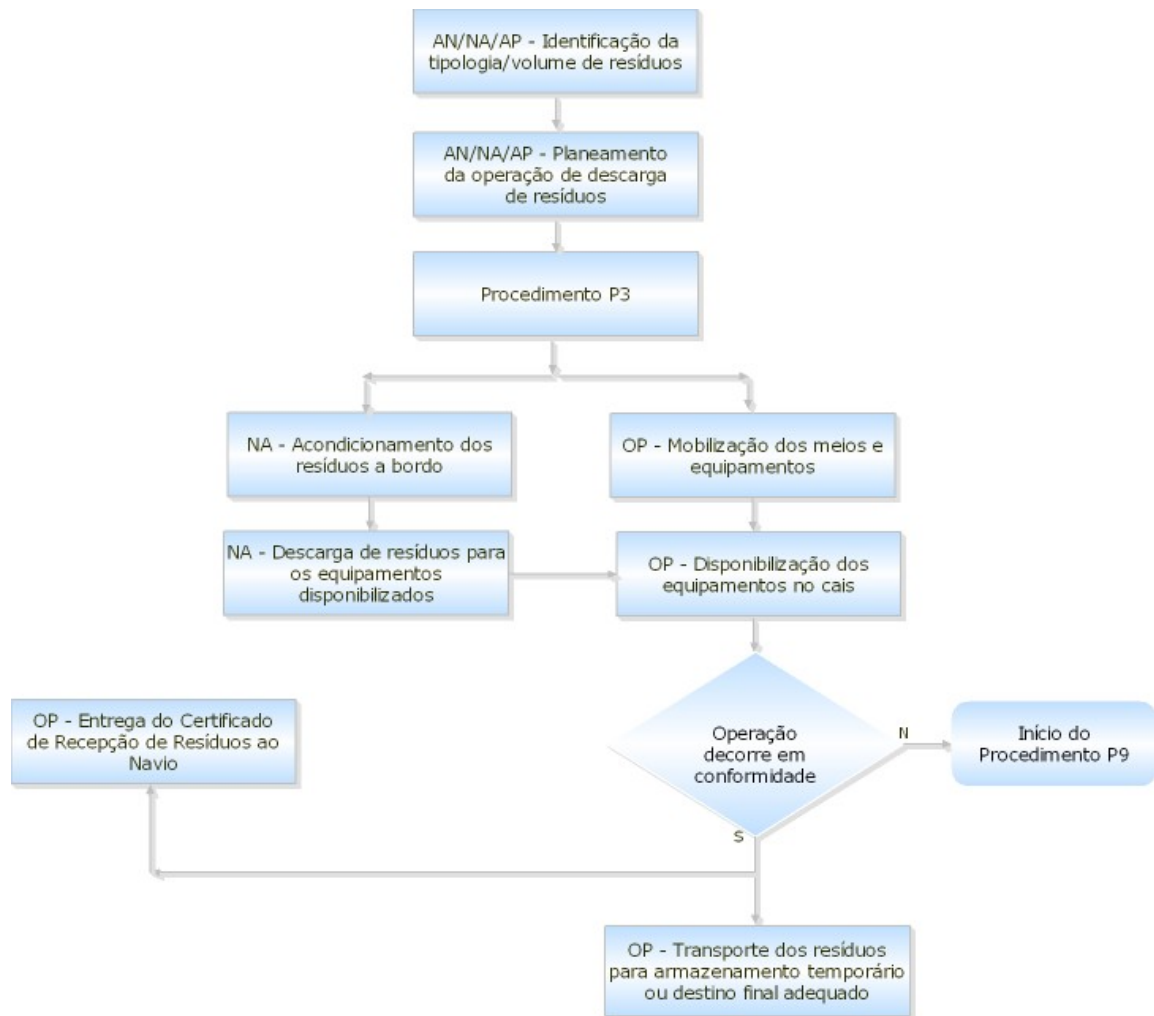 AN/NA/AP - Identificação da
tipologia/volume de resíduos
AN/NA/AP - Planeamento
da operação de descarga
de resíduos
Procedimento P3
NA - Acondicionamento dos
resíduos a bordo
OP - Mobilização dos meios e
equipamentos
NA - Descarga de resíduos para
os equipamentos
disponibilizados
OP - Disponibilização dos
equipamentos no cais
OP - Entrega do Certificado
de Recepção de Resíduos ao
Navio
Operação
decorre em
conformidade
N
Início do
Procedimento P9
S
OP - Transporte dos resíduos
para armazenamento temporário
ou destino final adequado